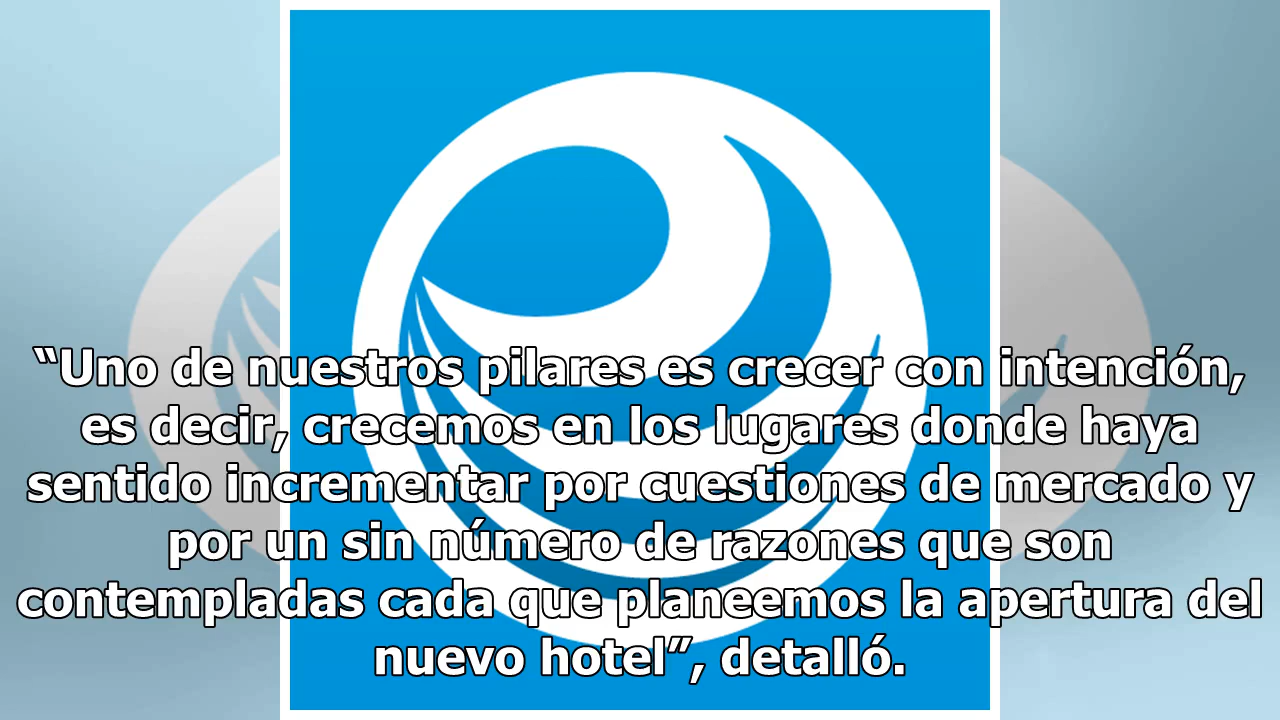 “Uno de nuestros pilares es crecer con intención,
es decir, crecemos en los lugares donde haya
sentido incrementar por cuestiones de mercado y
por un sin número de razones que son
contempladas cada que planeemos la apertura del
nuevo hotel”, detalló.